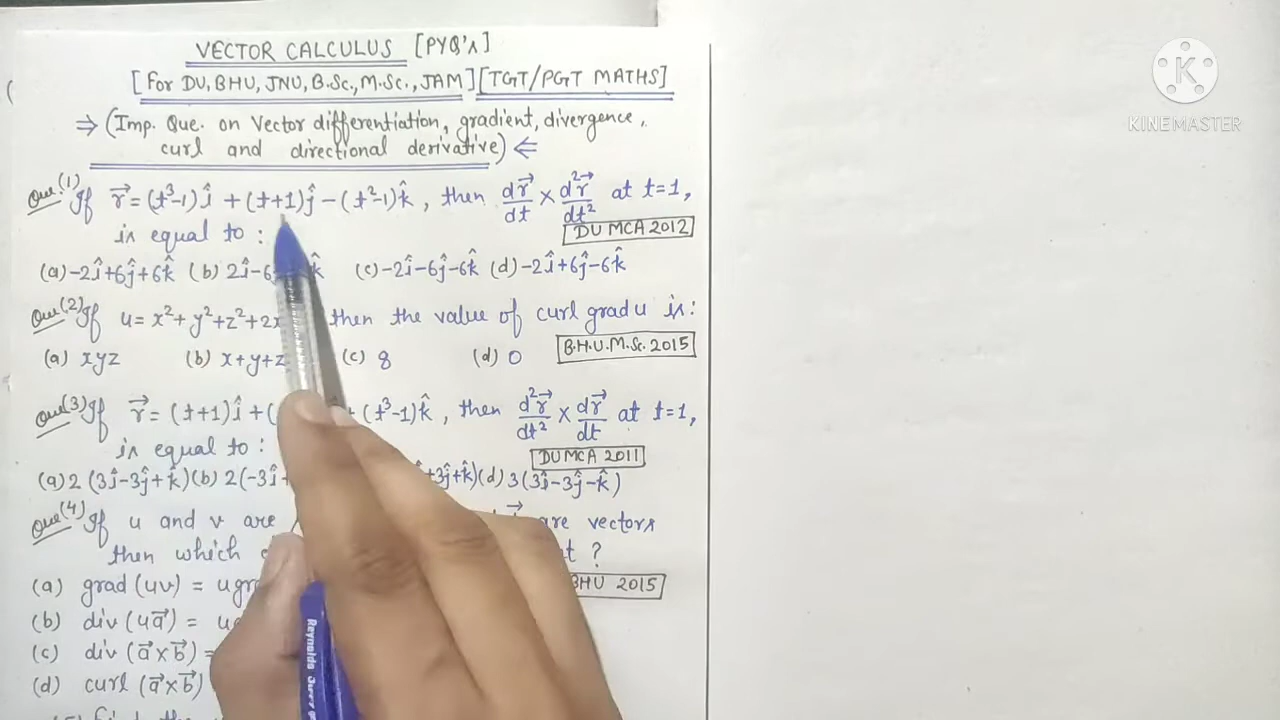 VECTOR CALCULUS [PYQ's]
[For DU, BHU, JNU, B.Sc., M.Sc., JAM] [TGT/PGT MATHS]
⇒ (Imp. Que. on Vector differentiation, gradient, divergence,
curl and directional derivative) ⇐
Que(1) If r⃗ = (t³-1)î + (t+1)ĵ - (t²-1)k̂, then dr⃗/dt × d²r⃗/dt² at t=1,
is equal to :
DU MCA 2012
(a) -2î+6ĵ+6k̂ (b) 2î-6 k̂ (c) -2î-6ĵ-6k̂ (d) -2î+6ĵ-6k̂
Que(2) If u = x²+y²+z²+2x then the value of curl grad u is:
(a) xyz (b) x+y+z (c) 8 (d) 0
B.H.U. M.Sc. 2015
Que(3) If r⃗ = (t+1)î + ( + (t³-1)k̂, then d²r⃗/dt² × dr⃗/dt at t=1,
is equal to :
DU MCA 2011
(a) 2(3î-3ĵ+k̂) (b) 2(-3î +3ĵ+k̂) (d) 3(3î-3ĵ-k̂)
Que(4) If u and v are are vectors
then which ?
BHU 2015
(a) grad (uv) =
(b) div (ua⃗) =
(c) div (a⃗×b⃗) =
(d) curl (a⃗×b⃗)
K
KINEMASTER
Reynolds